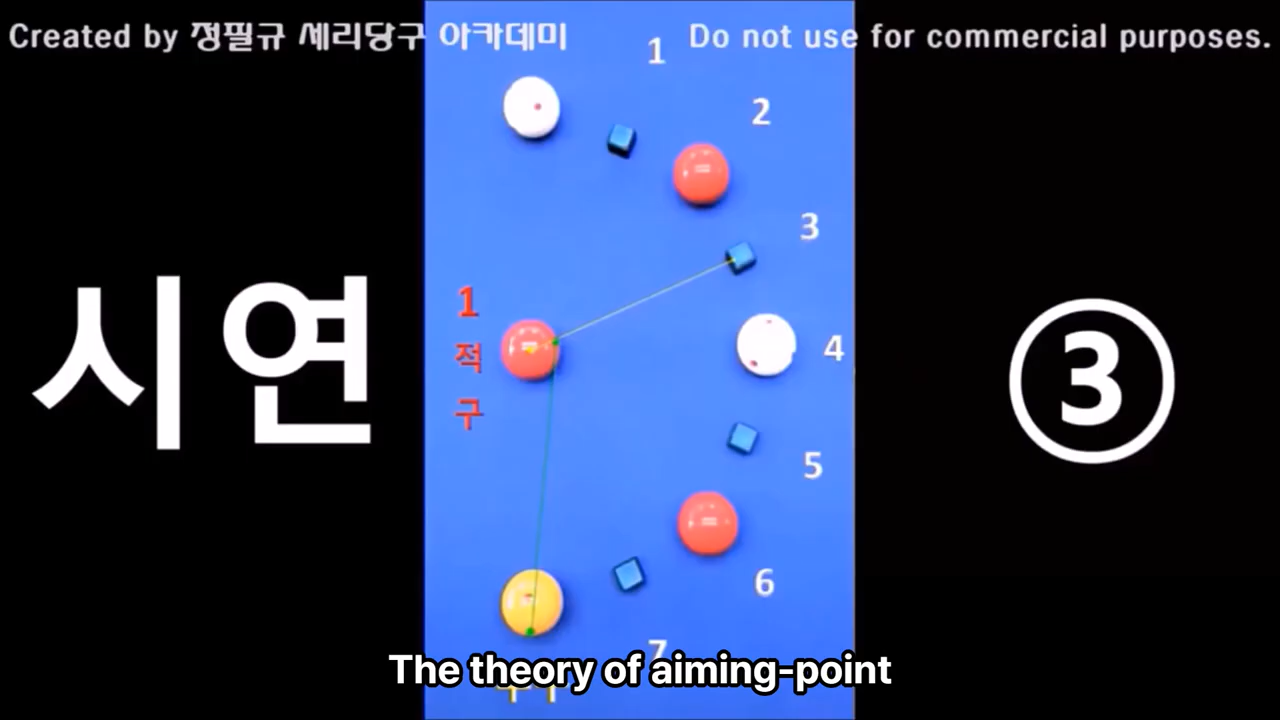 Created by 정필규 세리당구 아카데미
Do not use for commercial purposes.
1
2
3
4
5
6
7
1
적
구
시연
③
The theory of aiming-point